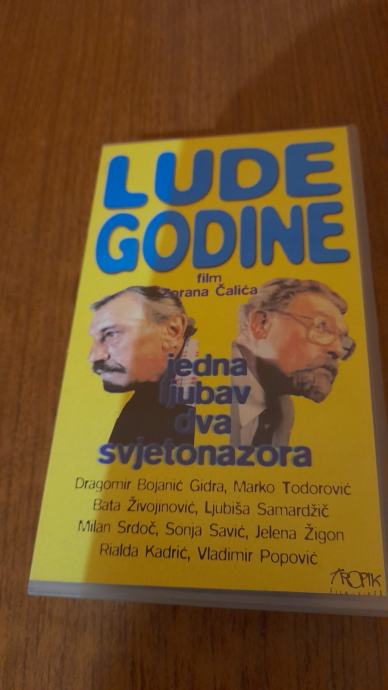 LUDE
GODINE
film
Zorana Čalića
jedna
ljubav
dva
svjetonazora
Dragomir Bojanić Gidra, Marko Todorović
Bata Živojinović, Ljubiša Samardžič
Milan Srdoč, Sonja Savić, Jelena Žigon
Rialda Kadrić, Vladimir Popović
TROPIK